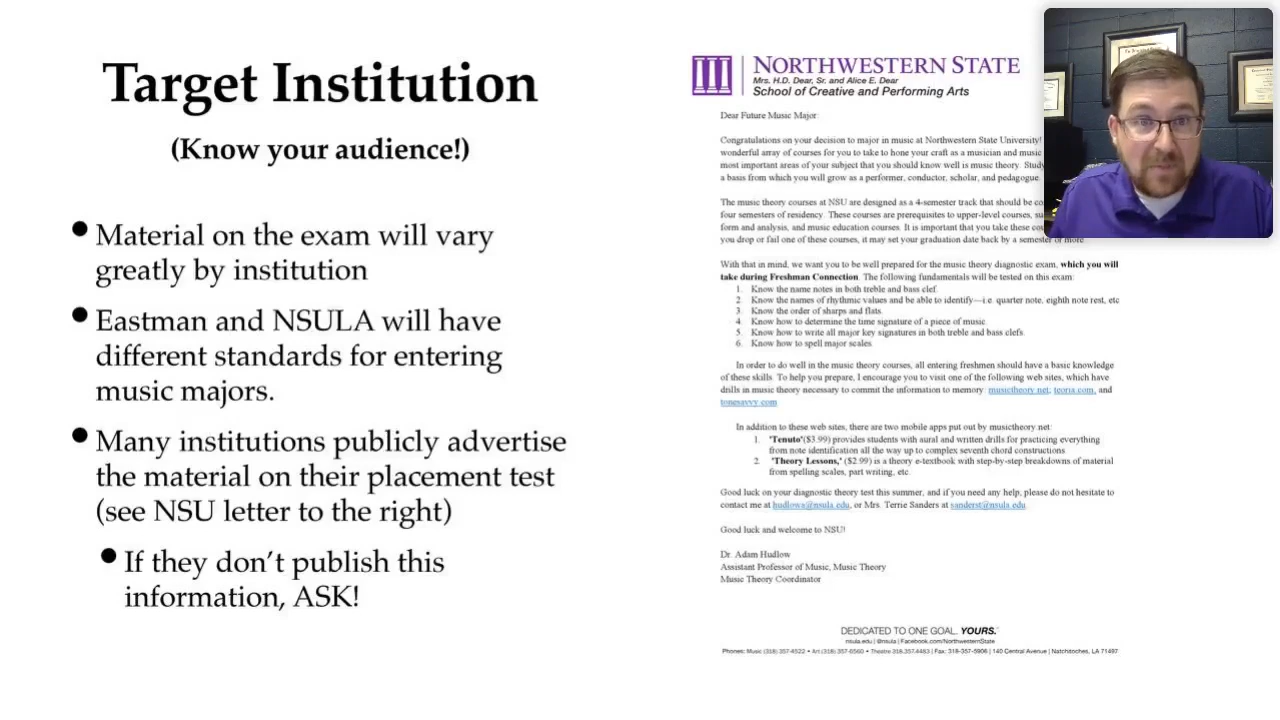 Target Institution
(Know your audience!)
• Material on the exam will vary
greatly by institution
• Eastman and NSULA will have
different standards for entering
music majors.
• Many institutions publicly advertise
the material on their placement test
(see NSU letter to the right)
• If they don’t publish this
information, ASK!
NORTHWESTERN STATE
Mrs. H.D. Dear, Sr. and Alice E. Dear
School of Creative and Performing Arts
Dear Future Music Major:
Congratulations on your decision to major in music at Northwestern State University!
wonderful array of courses for you to take to hone your craft as a musician and music
most important areas of your subject that you should know well is music theory. Study
a basis from which you will grow as a performer, conductor, scholar, and pedagogue.
The music theory courses at NSU are designed as a 4-semester track that should be
four semesters of residency. These courses are prerequisites to upper-level courses,
form and analysis, and music education courses. It is important that you take these
you drop or fail one of these courses, it may set your graduation date back by a semester or more.
With that in mind, we want you to be well prepared for the music theory diagnostic exam, which you will
take during Freshman Connection. The following fundamentals will be tested on this exam:
1. Know the name notes in both treble and bass clef.
2 Know the names of rhythmic values and be able to identify—i.e. quarter note, eighth note rest, etc
3. Know the order of sharps and flats.
4 Know how to determine the time signature of a piece of music.
5. Know how to write all major key signatures in both treble and bass clefs.
6. Know how to spell major scales
In order to do well in the music theory courses, all entering freshmen should have a basic knowledge
of these skills. To help you prepare, I encourage you to visit one of the following web sites, which have
drills in music theory necessary to commit the information to memory: musictheory.net; teoria.com, and
tonesavvy.com
In addition to these web sites, there are two mobile apps put out by musictheory.net:
1. 'Tenuto' ($3.99) provides students with aural and written drills for practicing everything
from note identification all the way up to complex seventh chord constructions
2. 'Theory Lessons,' ($2.99) is a theory e-textbook with step-by-step breakdowns of material
from spelling scales, part writing, etc.
Good luck on your diagnostic theory test this summer, and if you need any help, please do not hesitate to
contact me at hudlowa@nsula.edu, or Mrs. Terrie Sanders at sanderst@nsula.edu.
Good luck and welcome to NSU!
Dr. Adam Hudlow
Assistant Professor of Music, Music Theory
Music Theory Coordinator
DEDICATED TO ONE GOAL. YOURS.
nsula.edu | @nsula | Facebook.com/NorthwesternState
Phones: Music (318) 357-4522 • Art (318) 357-6560 • Theatre 318.357.4483 | Fax: 318-357-5906 | 140 Central Avenue | Natchitoches, LA 71497